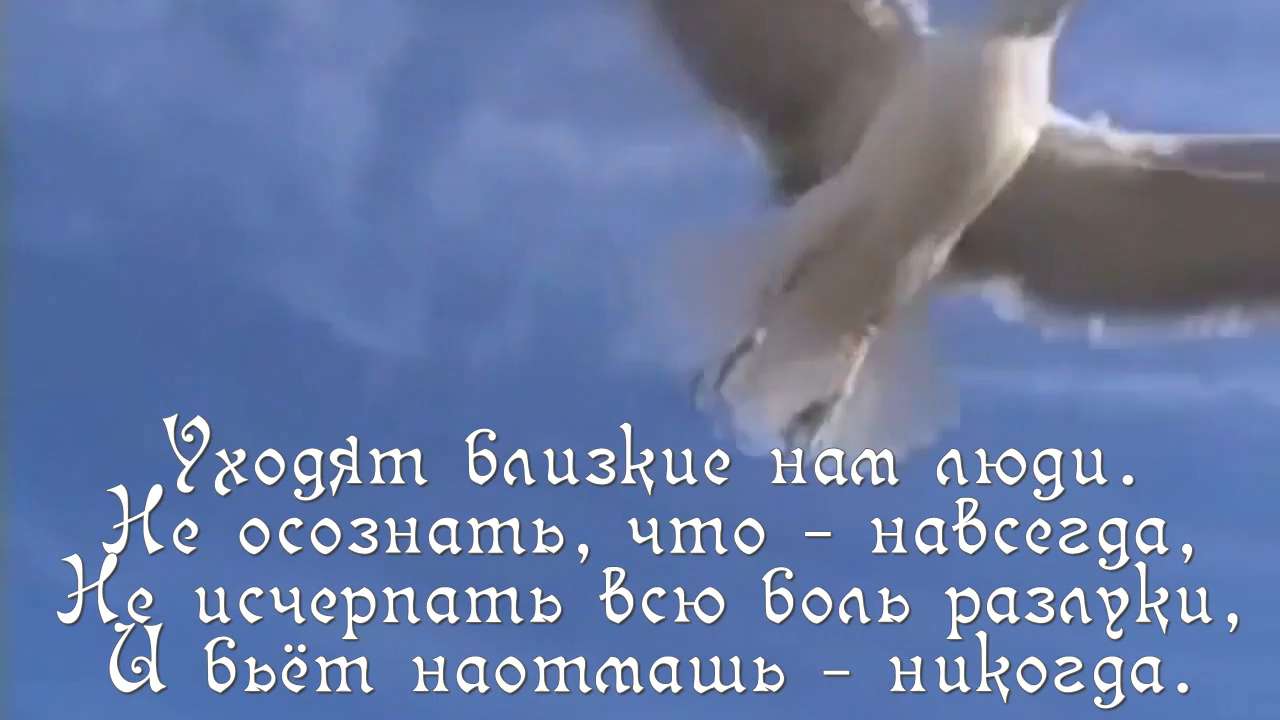 Уходят близкие нам люди.
Не осознать, что - навсегда,
Не исчерпать всю боль разлуки,
И бьёт наотмашь - никогда.